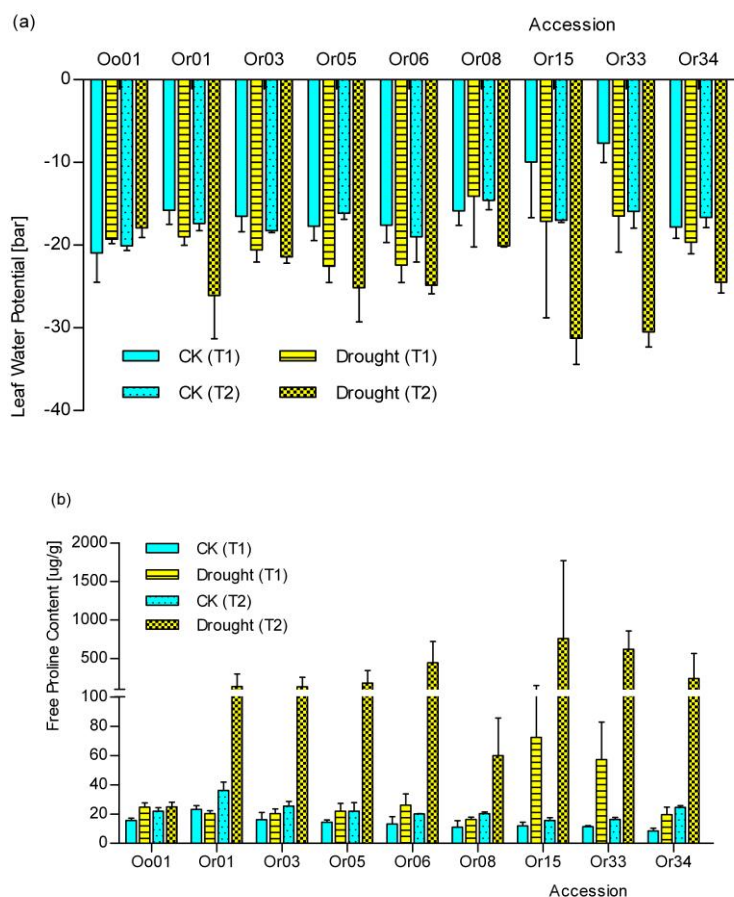 (a)
Accession
Oo01 Or01 Or03 Or05 Or06 Or08 Or15 Or33 Or34
0
-10
-20
-30
-40
Leaf Water Potential [bar]
CK (T1) Drought (T1)
CK (T2) Drought (T2)
(b)
2000
1500
1000
500
100
80
60
40
20
0
Free Proline Content [ug/g]
CK (T1)
Drought (T1)
CK (T2)
Drought (T2)
Oo01 Or01 Or03 Or05 Or06 Or08 Or15 Or33 Or34
Accession